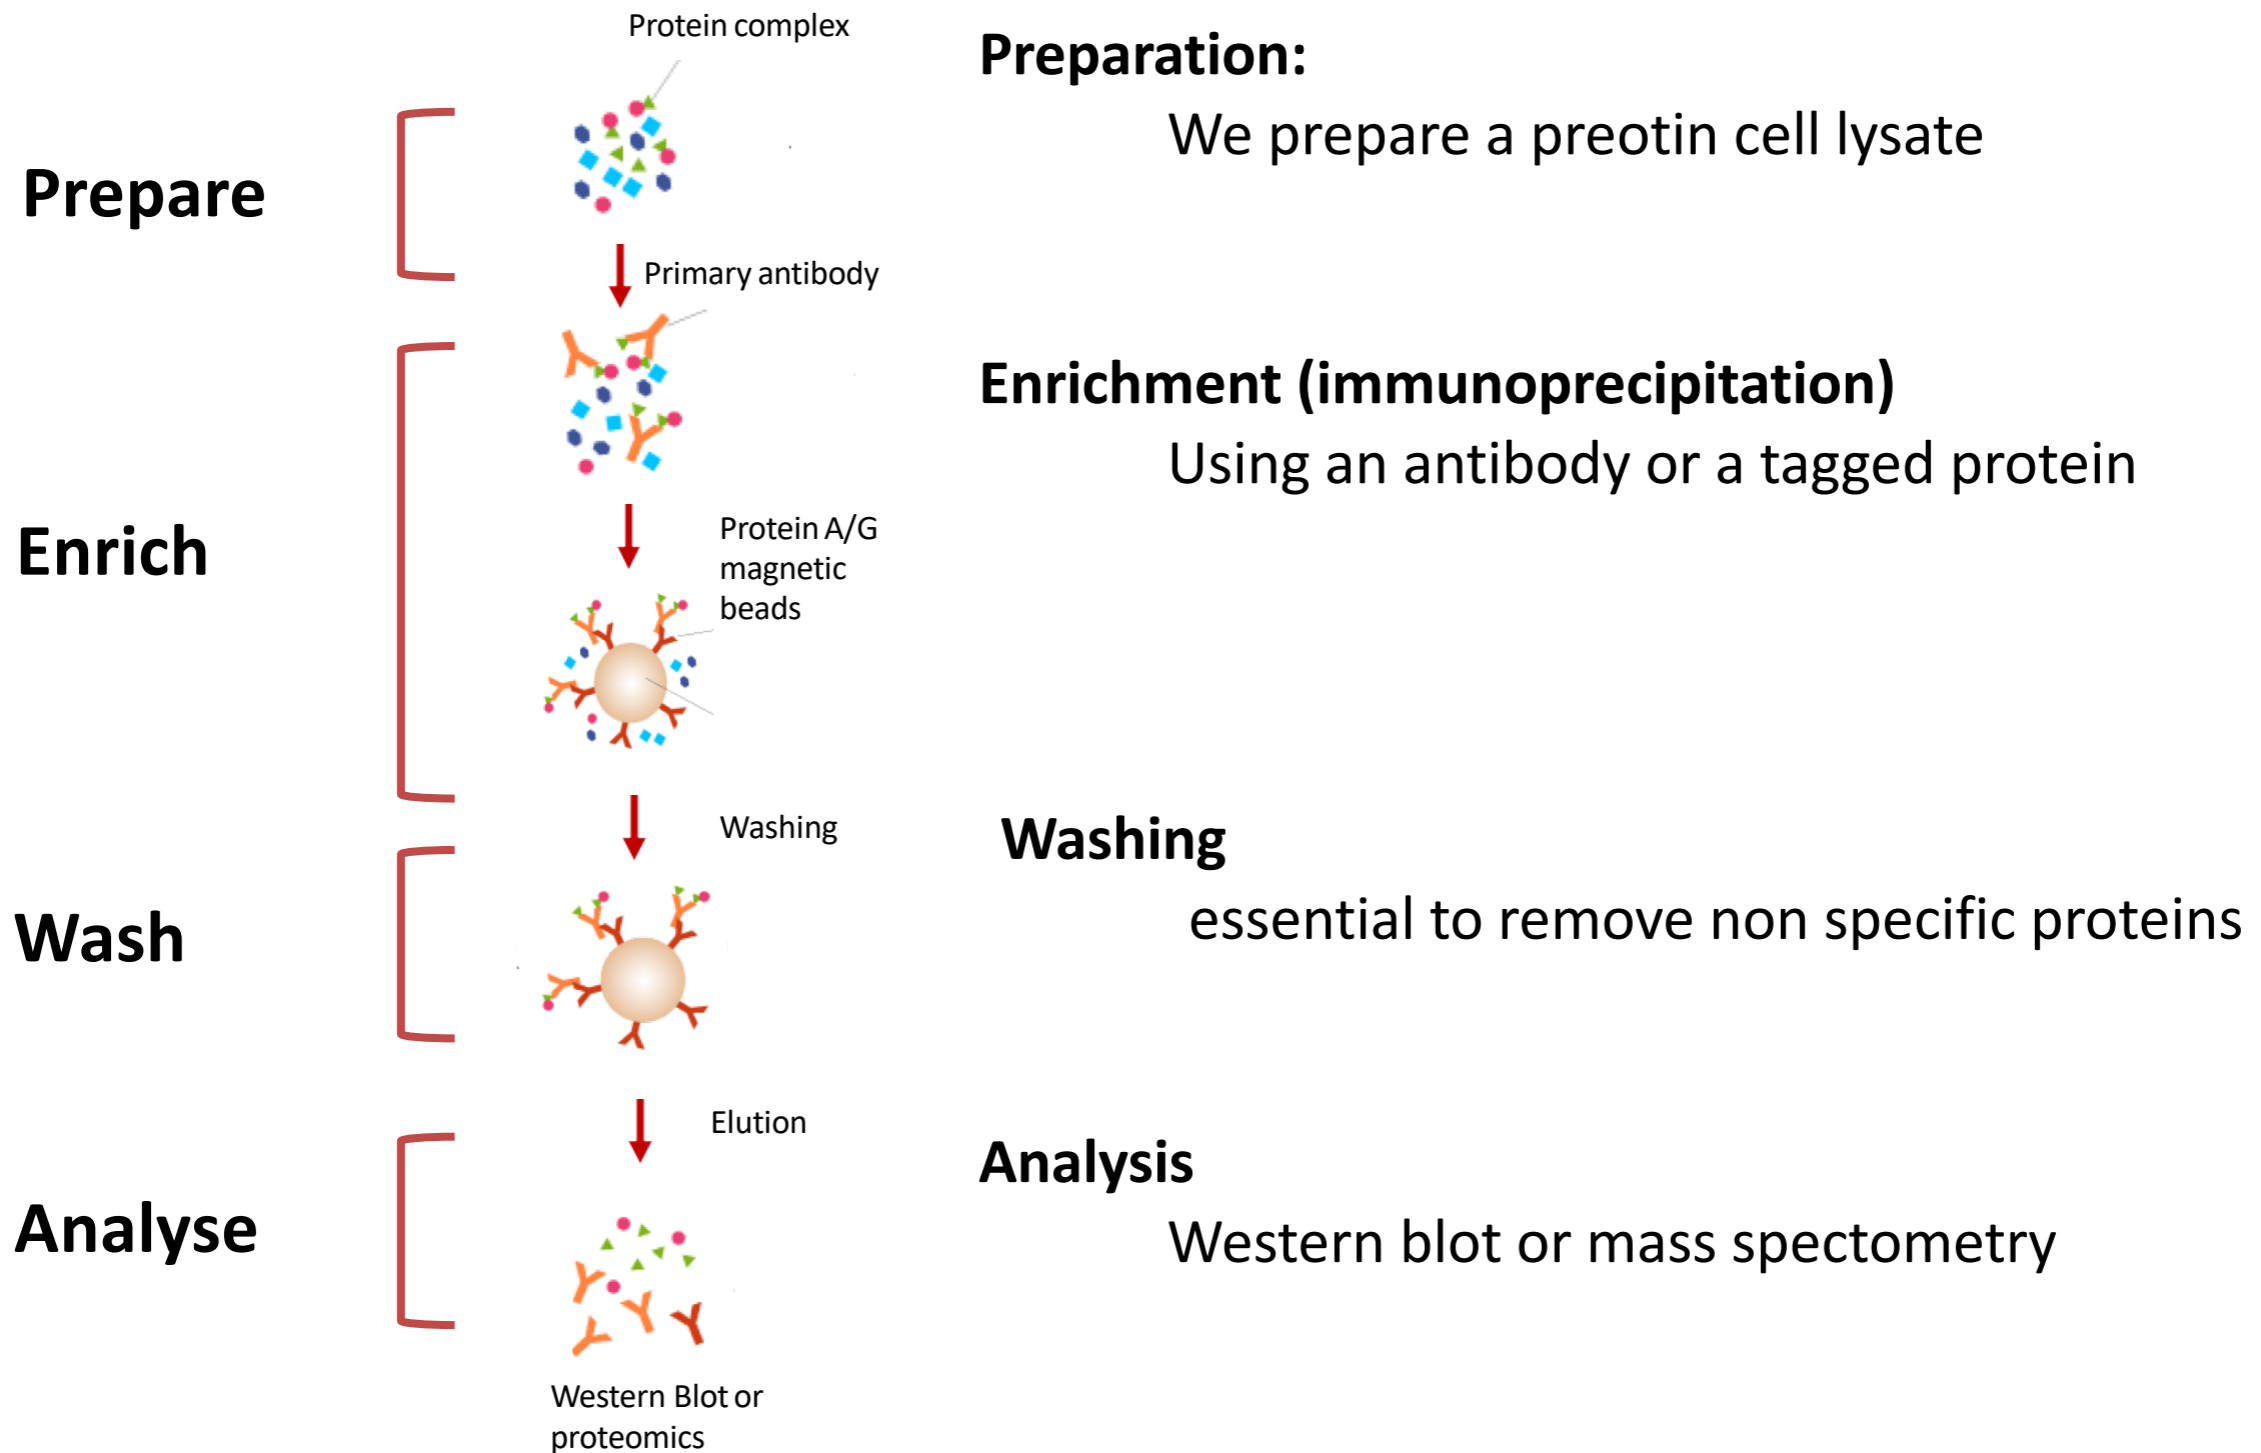 Protein complex
Preparation:
We prepare a preotin cell lysate
Prepare
Primary antibody
Enrichment (immunoprecipitation)
Using an antibody or a tagged protein
Enrich
Protein A/G
magnetic
beads
Washing
Washing
essential to remove non specific proteins
Wash
Elution
Analysis
Western blot or mass spectometry
Analyse
Western Blot or
proteomics